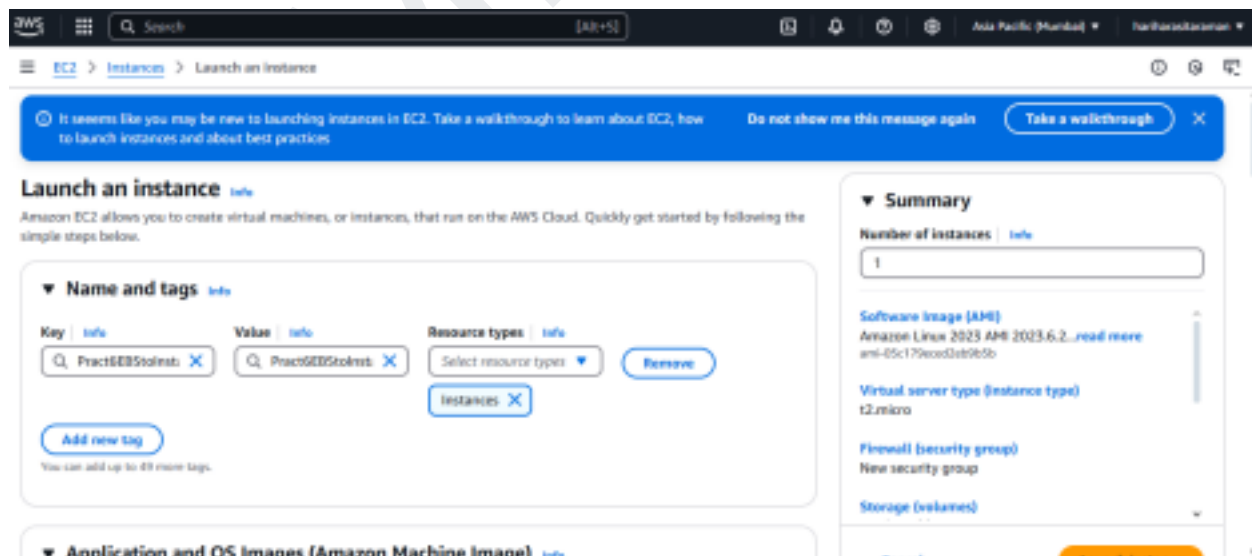 aws Search [Alt+S] Asia Pacific (Mumbai)
EC2 > Instances > Launch an instance
It seems like you may be new to launching instances in EC2. Take a walkthrough to learn about EC2, how
to launch instances and about best practices
Do not show me this message again
Take a walkthrough
Launch an instance Info
Amazon EC2 allows you to create virtual machines, or instances, that run on the AWS Cloud. Quickly get started by following the
simple steps below.
Name and tags Info
Key Info Value Info Resource types Info
Select resource types Remove
Instances
Add new tag
You can add up to 49 more tags.
Application and OS Images (Amazon Machine Image) Info
Summary
Number of instances Info
1
Software Image (AMI)
Amazon Linux 2023 AMI 2023.6.2...read more
Virtual server type (instance type)
t2.micro
Firewall (security group)
New security group
Storage (volumes)